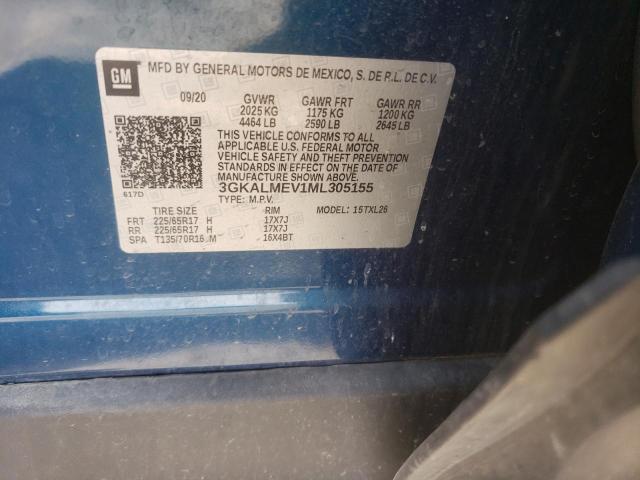 GM MFD BY GENERAL MOTORS DE MEXICO, S. DE R.L. DE C.V.
09/20 GVWR GAWR FRT GAWR RR
2025 KG 1175 KG 1200 KG
4464 LB 2590 LB 2645 LB
THIS VEHICLE CONFORMS TO ALL
APPLICABLE U.S. FEDERAL MOTOR
VEHICLE SAFETY AND THEFT PREVENTION
STANDARDS IN EFFECT ON THE DATE OF
MANUFACTURE SHOWN ABOVE.
3GKALMEV1ML305155
617D TYPE: M.P.V.
TIRE SIZE RIM MODEL: 15TXL26
FRT 225/65R17 H 17X7J
RR 225/65R17 H 17X7J
SPA T135/70R16 M 16X4BT